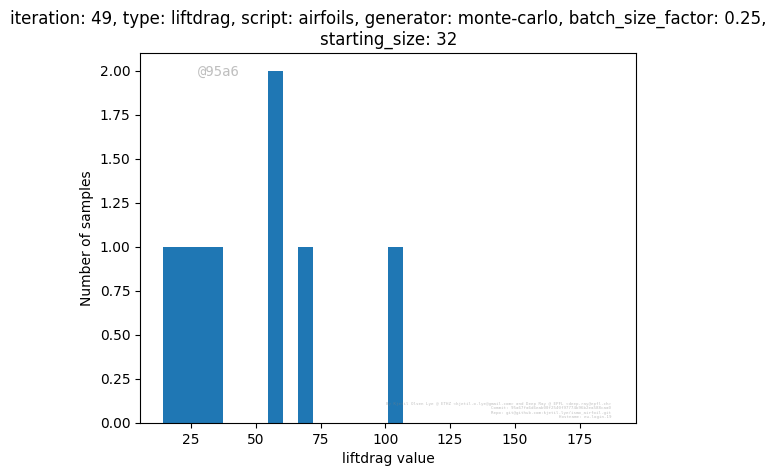 iteration: 49, type: liftdrag, script: airfoils, generator: monte-carlo, batch_size_factor: 0.25,
starting_size: 32
@95a6
2.00
1.75
1.50
1.25
1.00
0.75
0.50
0.25
0.00
Number of samples
25 50 75 100 125 150 175
liftdrag value